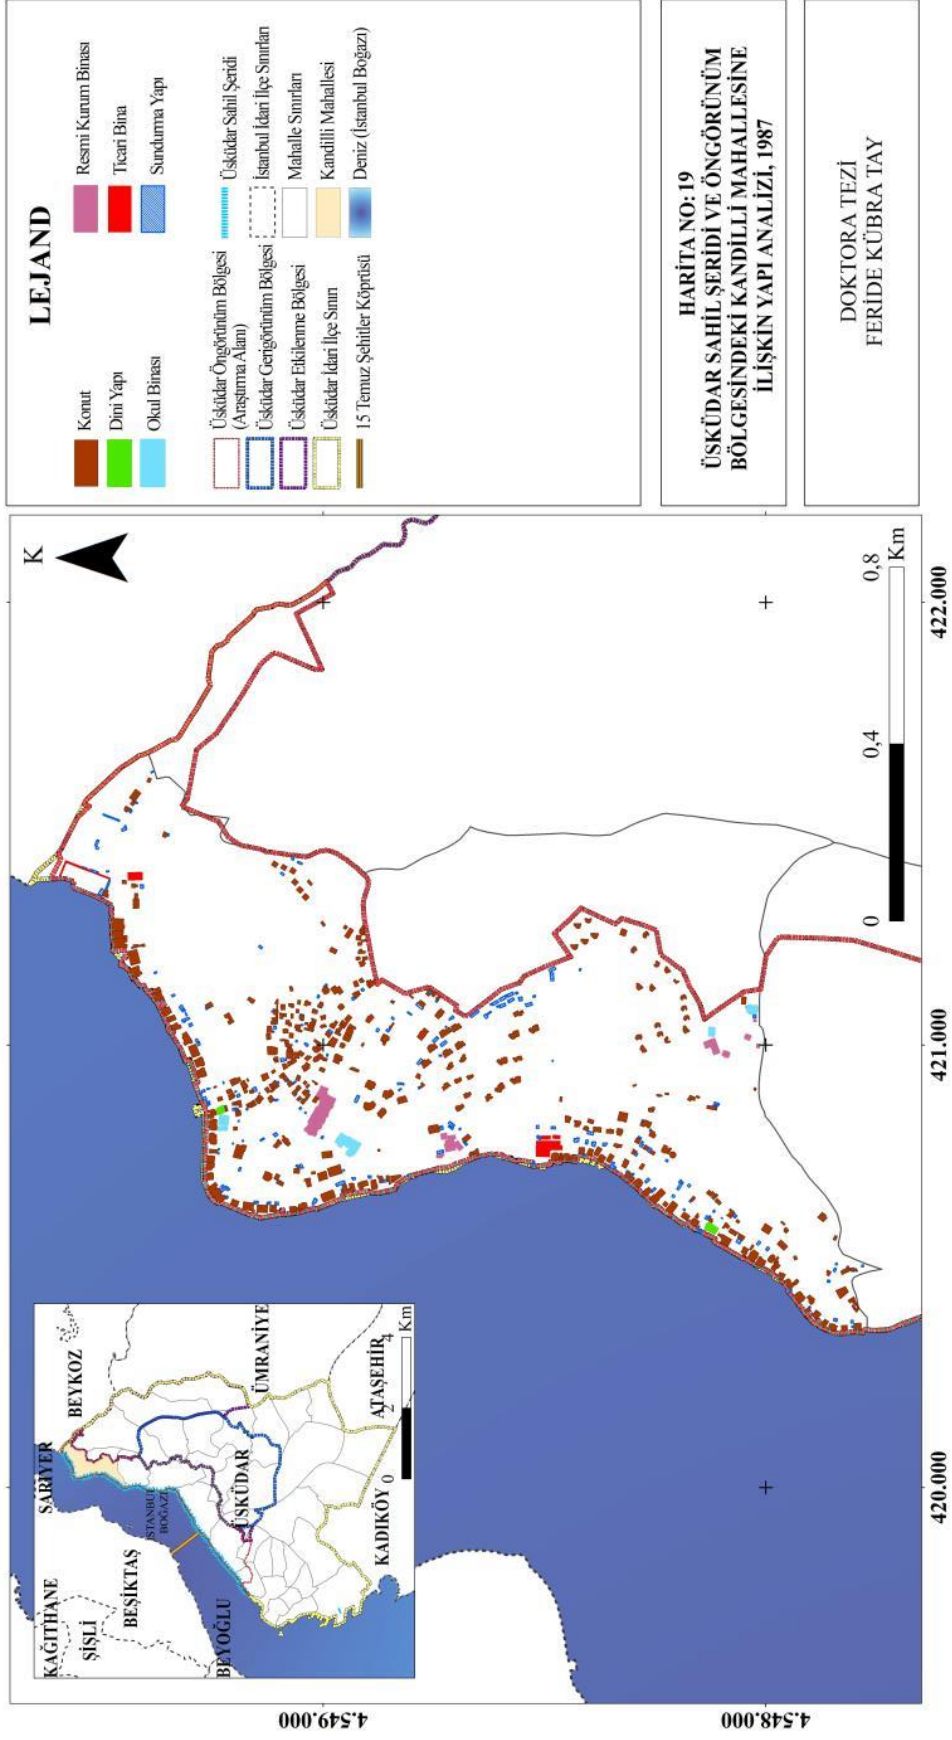 LEJAND
Konut
Dini Yapı
Okul Binası
Resmi Kurum Binası
Ticari Bina
Sundurma Yapı
Üsküdar Öngörünüm Bölgesi
(Araştırma Alanı)
Üsküdar Gerigörünüm Bölgesi
Üsküdar Etkilenme Bölgesi
Üsküdar İdari İlçe Sınırı
15 Temuz Şehitler Köprüsü
Üsküdar Sahil Şeridi
İstanbul İdari İlçe Sınırları
Mahalle Sınırları
Kandilli Mahallesi
Deniz (İstanbul Boğazı)
HARİTA NO: 19
ÜSKÜDAR SAHİL ŞERİDİ VE ÖNGÖRÜNÜM
BÖLGESİNDEKİ KANDİLLİ MAHALLESİNE
İLİŞKİN YAPI ANALİZİ, 1987
DOKTORA TEZİ
FERİDE KÜBRA TAY
K
0 0,4 0,8
Km
420.000 421.000 422.000
4.549.000
4.548.000
KAĞITHANE
SARIYER
ŞİŞLİ
BEYKOZ
BEŞİKTAŞ
İSTANBUL
BOĞAZI
BEYOĞLU
ÜSKÜDAR
ÜMRANİYE
KADIKÖY
ATAŞEHİR
0 2 4
Km